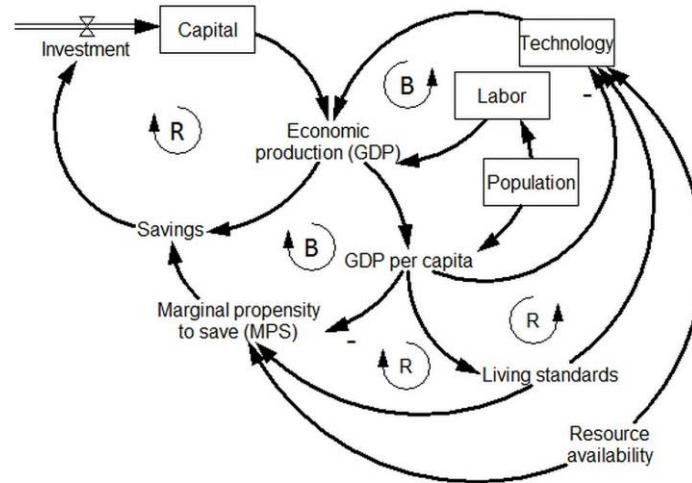 Capital
Investment
Technology
-
B
Labor
R
Economic
production (GDP)
Population
Savings
B
GDP per capita
Marginal propensity
to save (MPS)
R
-
R
Living standards
Resource
availability